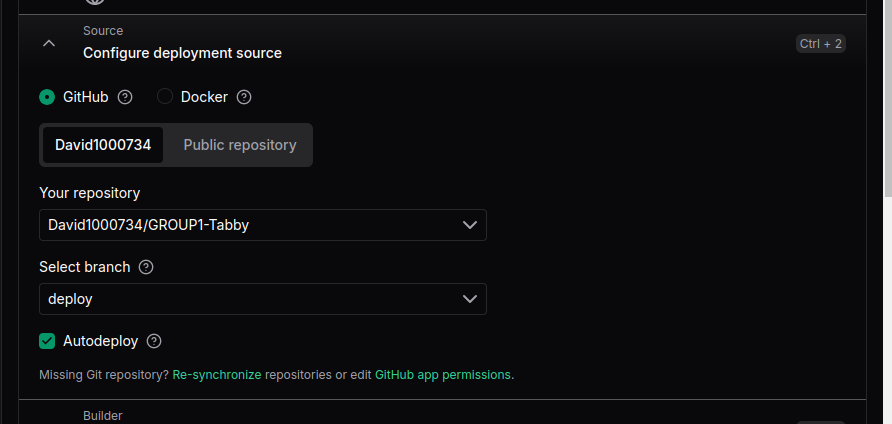 Source
Configure deployment source
Ctrl + 2
GitHub Docker
David1000734 Public repository
Your repository
David1000734/GROUP1-Tabby
Select branch
deploy
Autodeploy
Missing Git repository? Re-synchronize repositories or edit GitHub app permissions.
Builder